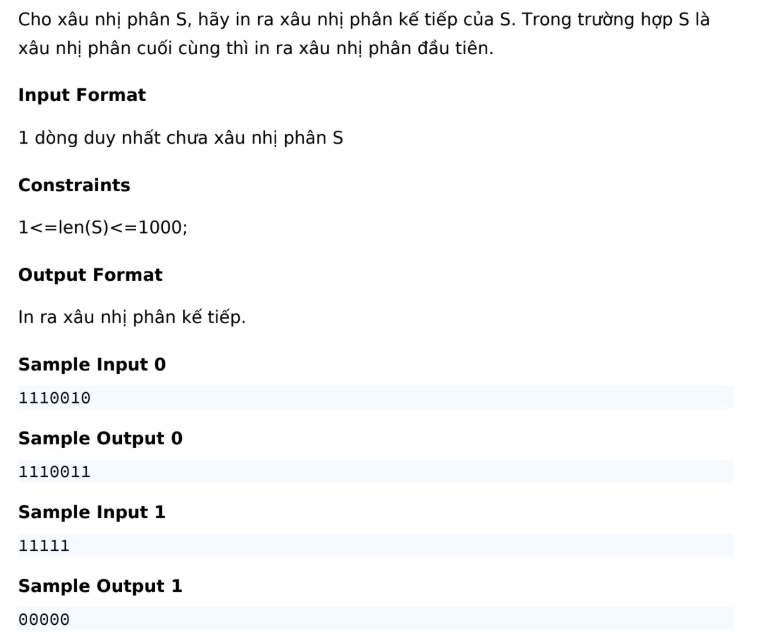 Cho xâu nhị phân S, hãy in ra xâu nhị phân kế tiếp của S. Trong trường hợp S là
xâu nhị phân cuối cùng thì in ra xâu nhị phân đầu tiên.
Input Format
1 dòng duy nhất chưa xâu nhị phân S
Constraints
1<=len(S)<=1000;
Output Format
In ra xâu nhị phân kế tiếp.
Sample Input 0
1110010
Sample Output 0
1110011
Sample Input 1
11111
Sample Output 1
00000